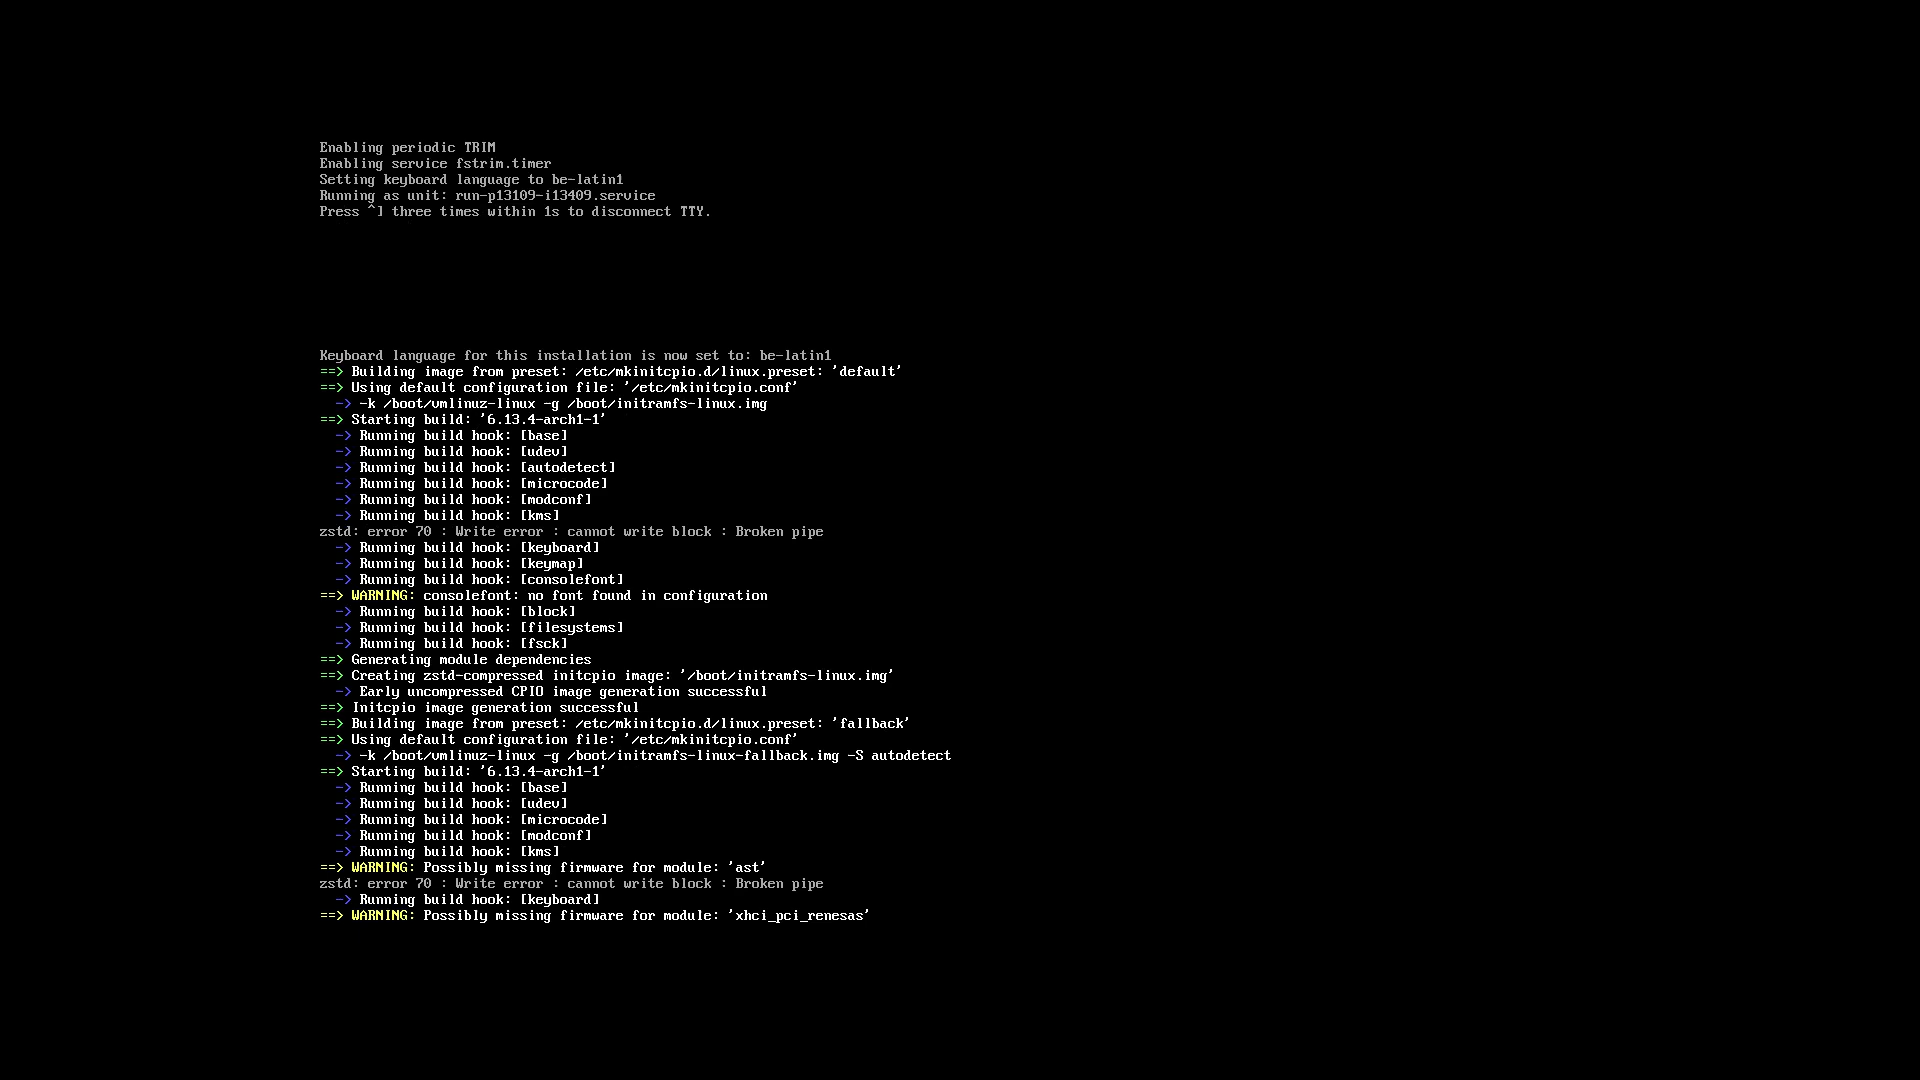 Enabling periodic TRIM
Enabling service fstrim.timer
Setting keyboard language to be-latin1
Running as unit: run-p13109-i13409.service
Press ^] three times within 1s to disconnect TTY.
Keyboard language for this installation is now set to: be-latin1
==> Building image from preset: /etc/mkinitcpio.d/linux.preset: 'default'
==> Using default configuration file: '/etc/mkinitcpio.conf'
  -> -k /boot/vmlinuz-linux -g /boot/initramfs-linux.img
==> Starting build: '6.13.4-arch1-1'
  -> Running build hook: [base]
  -> Running build hook: [udev]
  -> Running build hook: [autodetect]
  -> Running build hook: [microcode]
  -> Running build hook: [modconf]
  -> Running build hook: [kms]
zstd: error 70 : Write error : cannot write block : Broken pipe
  -> Running build hook: [keyboard]
  -> Running build hook: [keymap]
  -> Running build hook: [consolefont]
==> WARNING: consolefont: no font found in configuration
  -> Running build hook: [block]
  -> Running build hook: [filesystems]
  -> Running build hook: [fsck]
==> Generating module dependencies
==> Creating zstd-compressed initcpio image: '/boot/initramfs-linux.img'
  -> Early uncompressed CPIO image generation successful
==> Initcpio image generation successful
==> Building image from preset: /etc/mkinitcpio.d/linux.preset: 'fallback'
==> Using default configuration file: '/etc/mkinitcpio.conf'
  -> -k /boot/vmlinuz-linux -g /boot/initramfs-linux-fallback.img -S autodetect
==> Starting build: '6.13.4-arch1-1'
  -> Running build hook: [base]
  -> Running build hook: [udev]
  -> Running build hook: [microcode]
  -> Running build hook: [modconf]
  -> Running build hook: [kms]
==> WARNING: Possibly missing firmware for module: 'ast'
zstd: error 70 : Write error : cannot write block : Broken pipe
  -> Running build hook: [keyboard]
==> WARNING: Possibly missing firmware for module: 'xhci_pci_renesas'